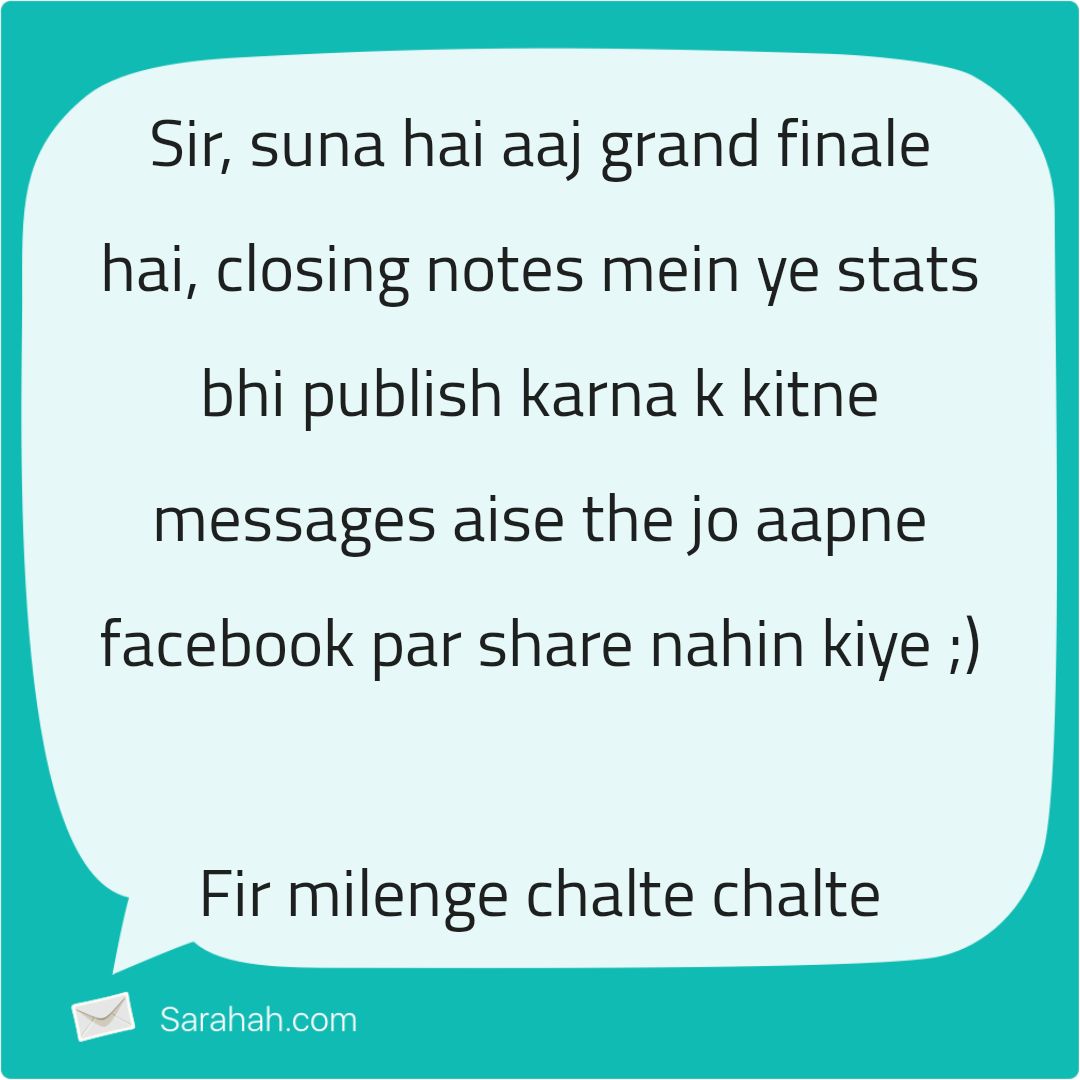 Sir, suna hai aaj grand finale
hai, closing notes mein ye stats
bhi publish karna k kitne
messages aise the jo aapne
facebook par share nahin kiye ;)
Fir milenge chalte chalte
Sarahah.com